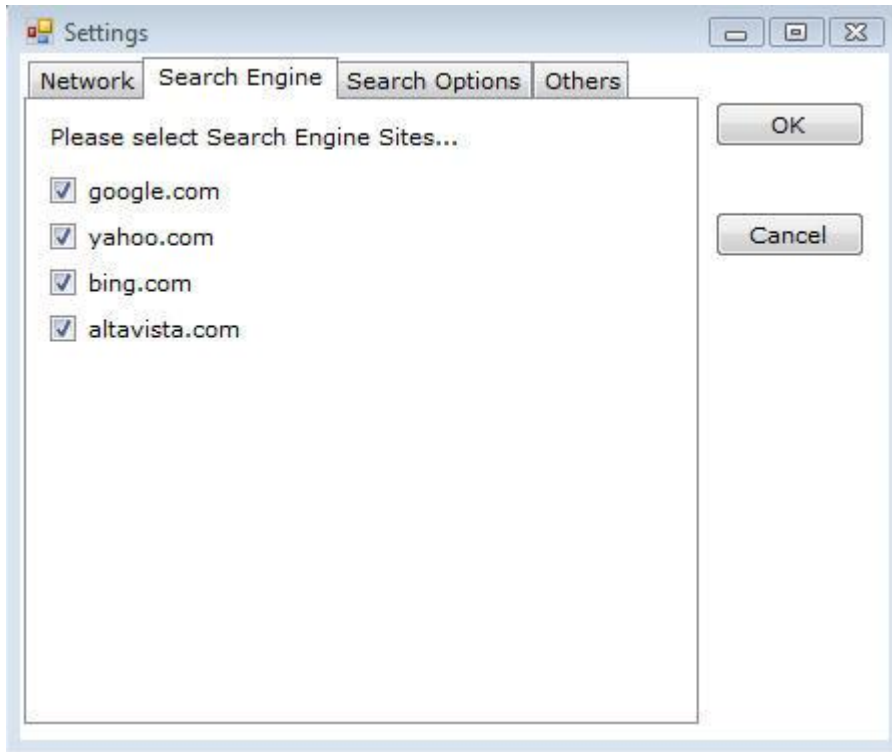 Settings
Network Search Engine Search Options Others
Please select Search Engine Sites...
google.com
yahoo.com
bing.com
altavista.com
OK
Cancel